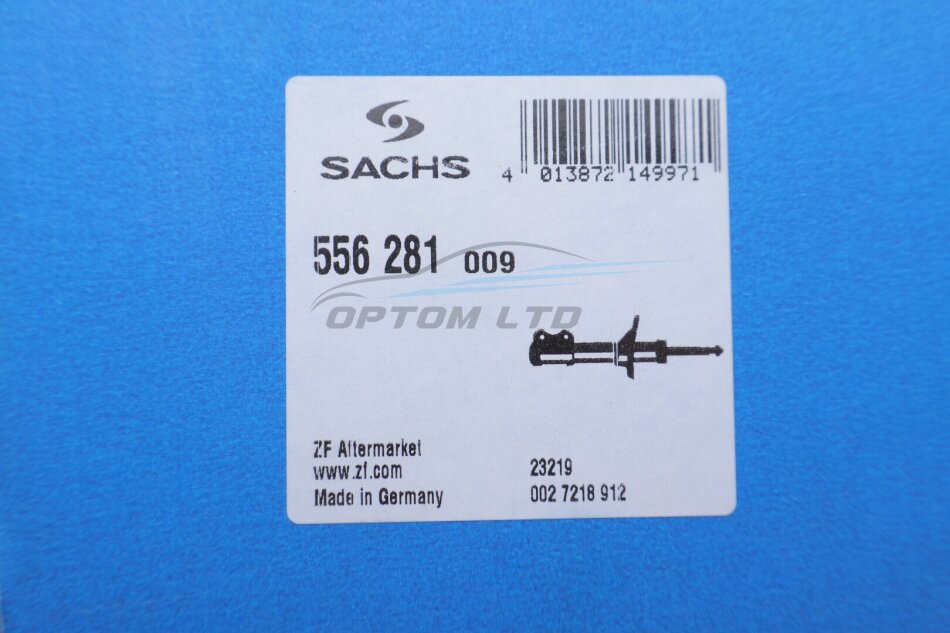 SACHS
4 013872 149971
556 281 009
OPTOM LTD
ZF Aftermarket
www.zf.com
Made in Germany
23219
002 7218 912